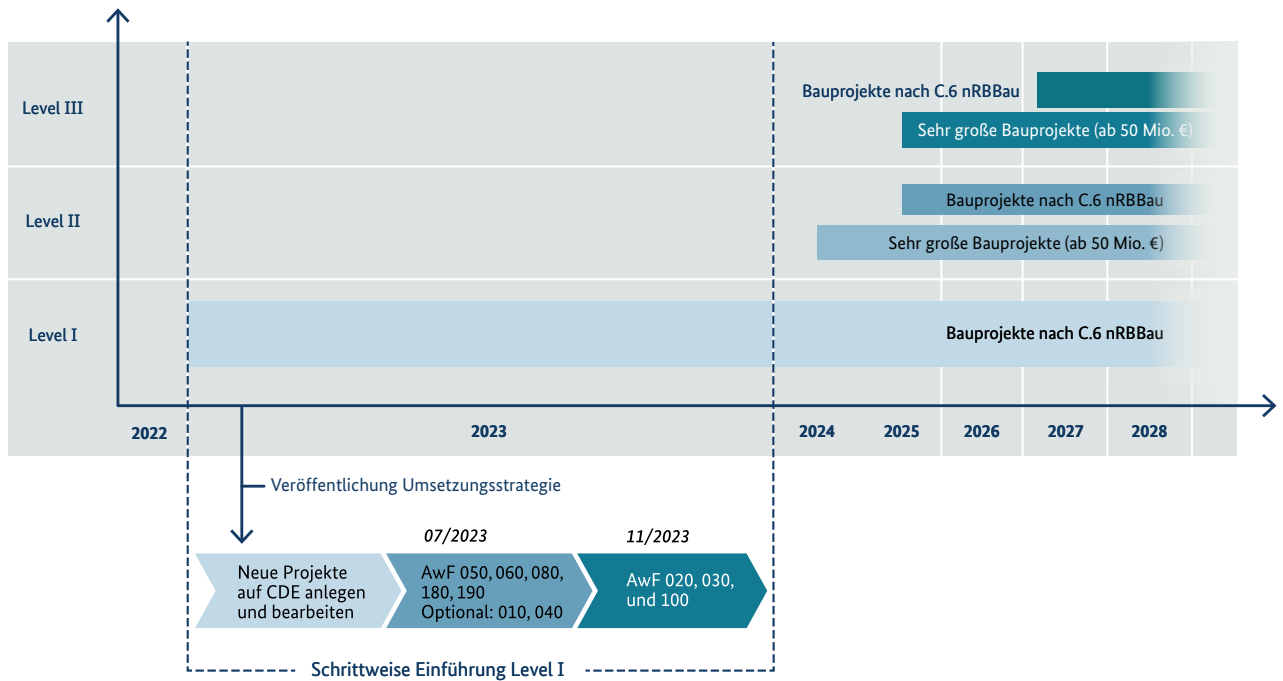 Level III
Bauprojekte nach C.6 nRBBau
Sehr große Bauprojekte (ab 50 Mio. €)
Level II
Bauprojekte nach C.6 nRBBau
Sehr große Bauprojekte (ab 50 Mio. €)
Level I
Bauprojekte nach C.6 nRBBau
2022 2023 2024 2025 2026 2027 2028
Veröffentlichung Umsetzungsstrategie
07/2023
11/2023
Neue Projekte
auf CDE anlegen
und bearbeiten
AwF 050, 060, 080,
180, 190
Optional: 010, 040
AwF 020, 030,
und 100
Schrittweise Einführung Level I